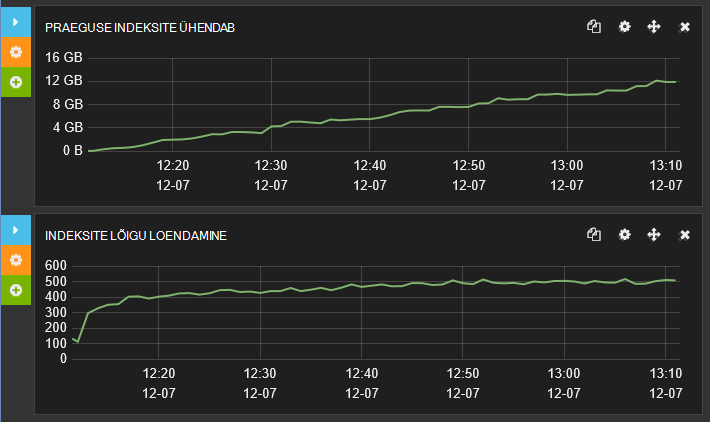 PRAEGUSE INDEKSITE ÜHENDAB
16 GB
12 GB
8 GB
4 GB
0 B
12:20 12:30 12:40 12:50 13:00 13:10
12-07 12-07 12-07 12-07 12-07 12-07
INDEKSITE LÕIGU LOENDAMINE
600
500
400
300
200
100
0
12:20 12:30 12:40 12:50 13:00 13:10
12-07 12-07 12-07 12-07 12-07 12-07